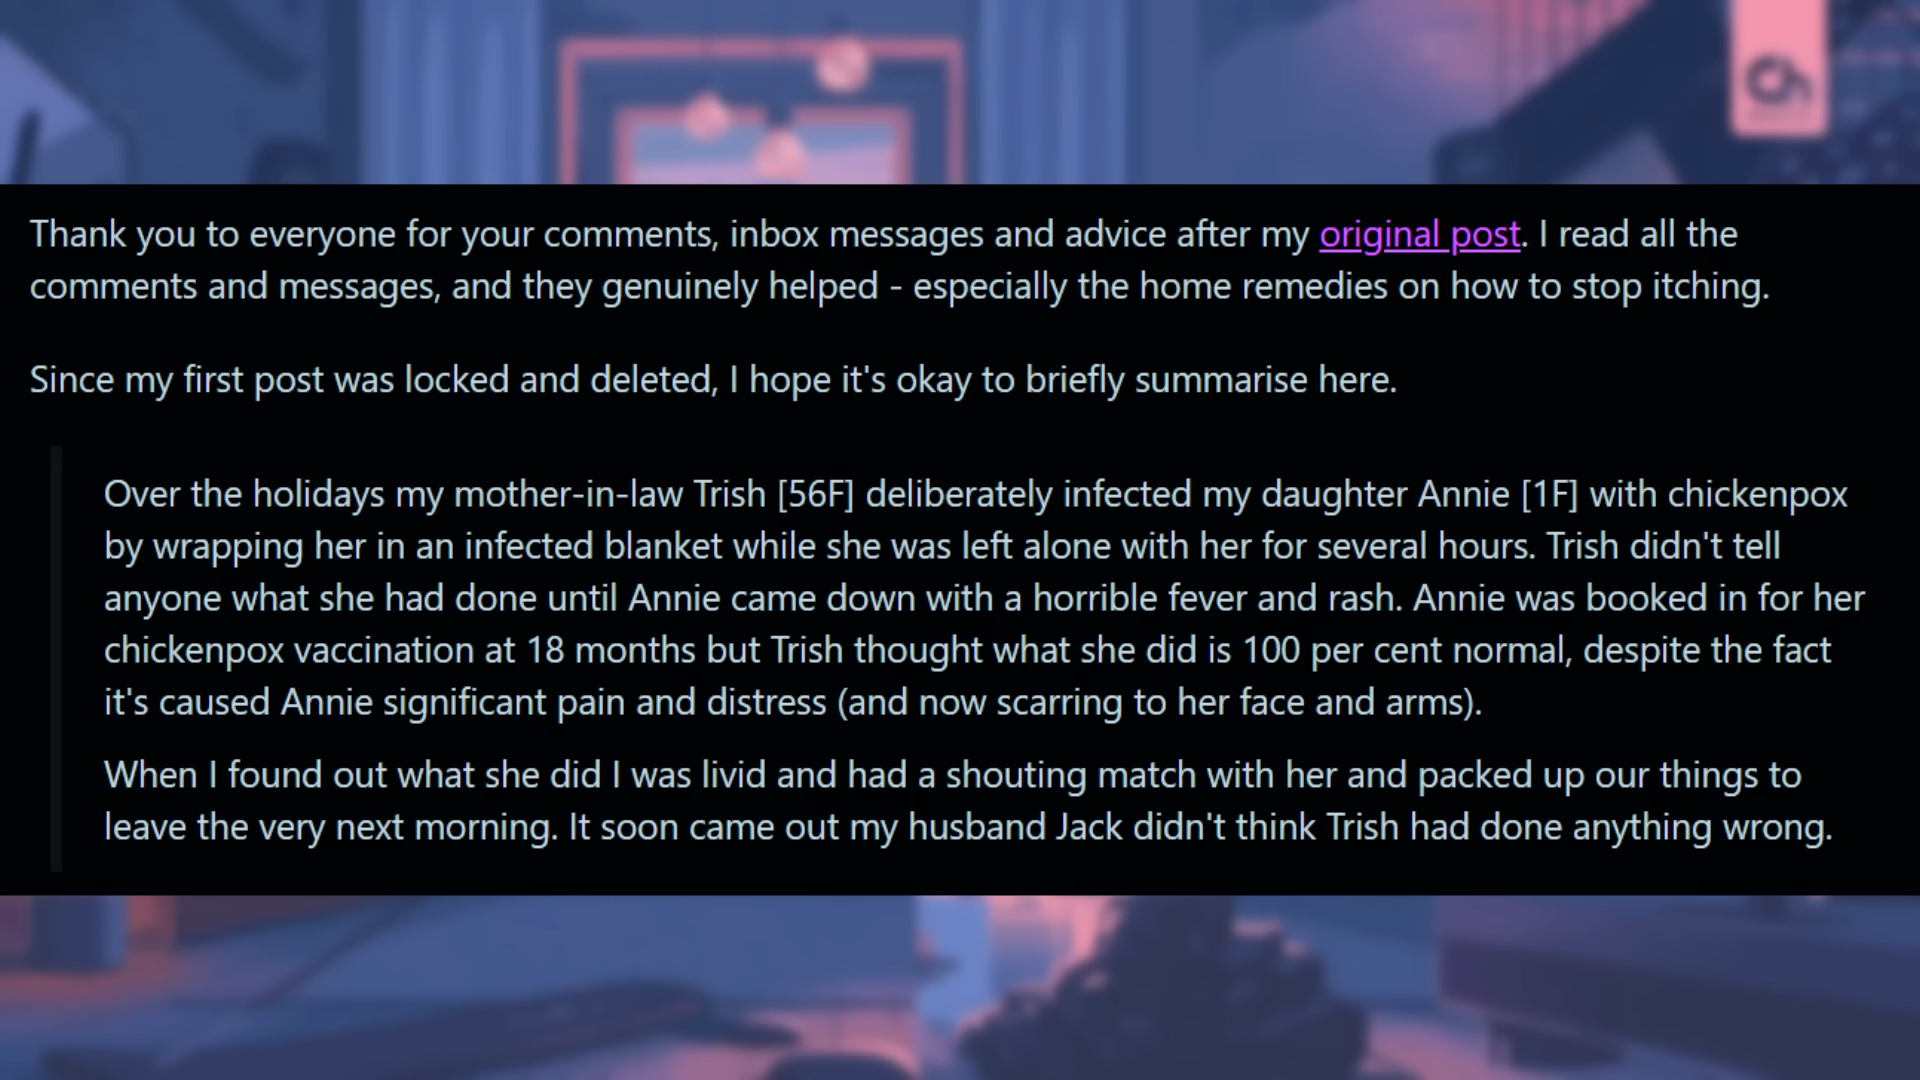 Thank you to everyone for your comments, inbox messages and advice after my original post. I read all the
comments and messages, and they genuinely helped - especially the home remedies on how to stop itching.
Since my first post was locked and deleted, I hope it's okay to briefly summarise here.
Over the holidays my mother-in-law Trish [56F] deliberately infected my daughter Annie [1F] with chickenpox
by wrapping her in an infected blanket while she was left alone with her for several hours. Trish didn't tell
anyone what she had done until Annie came down with a horrible fever and rash. Annie was booked in for her
chickenpox vaccination at 18 months but Trish thought what she did is 100 per cent normal, despite the fact
it's caused Annie significant pain and distress (and now scarring to her face and arms).
When I found out what she did I was livid and had a shouting match with her and packed up our things to
leave the very next morning. It soon came out my husband Jack didn't think Trish had done anything wrong.